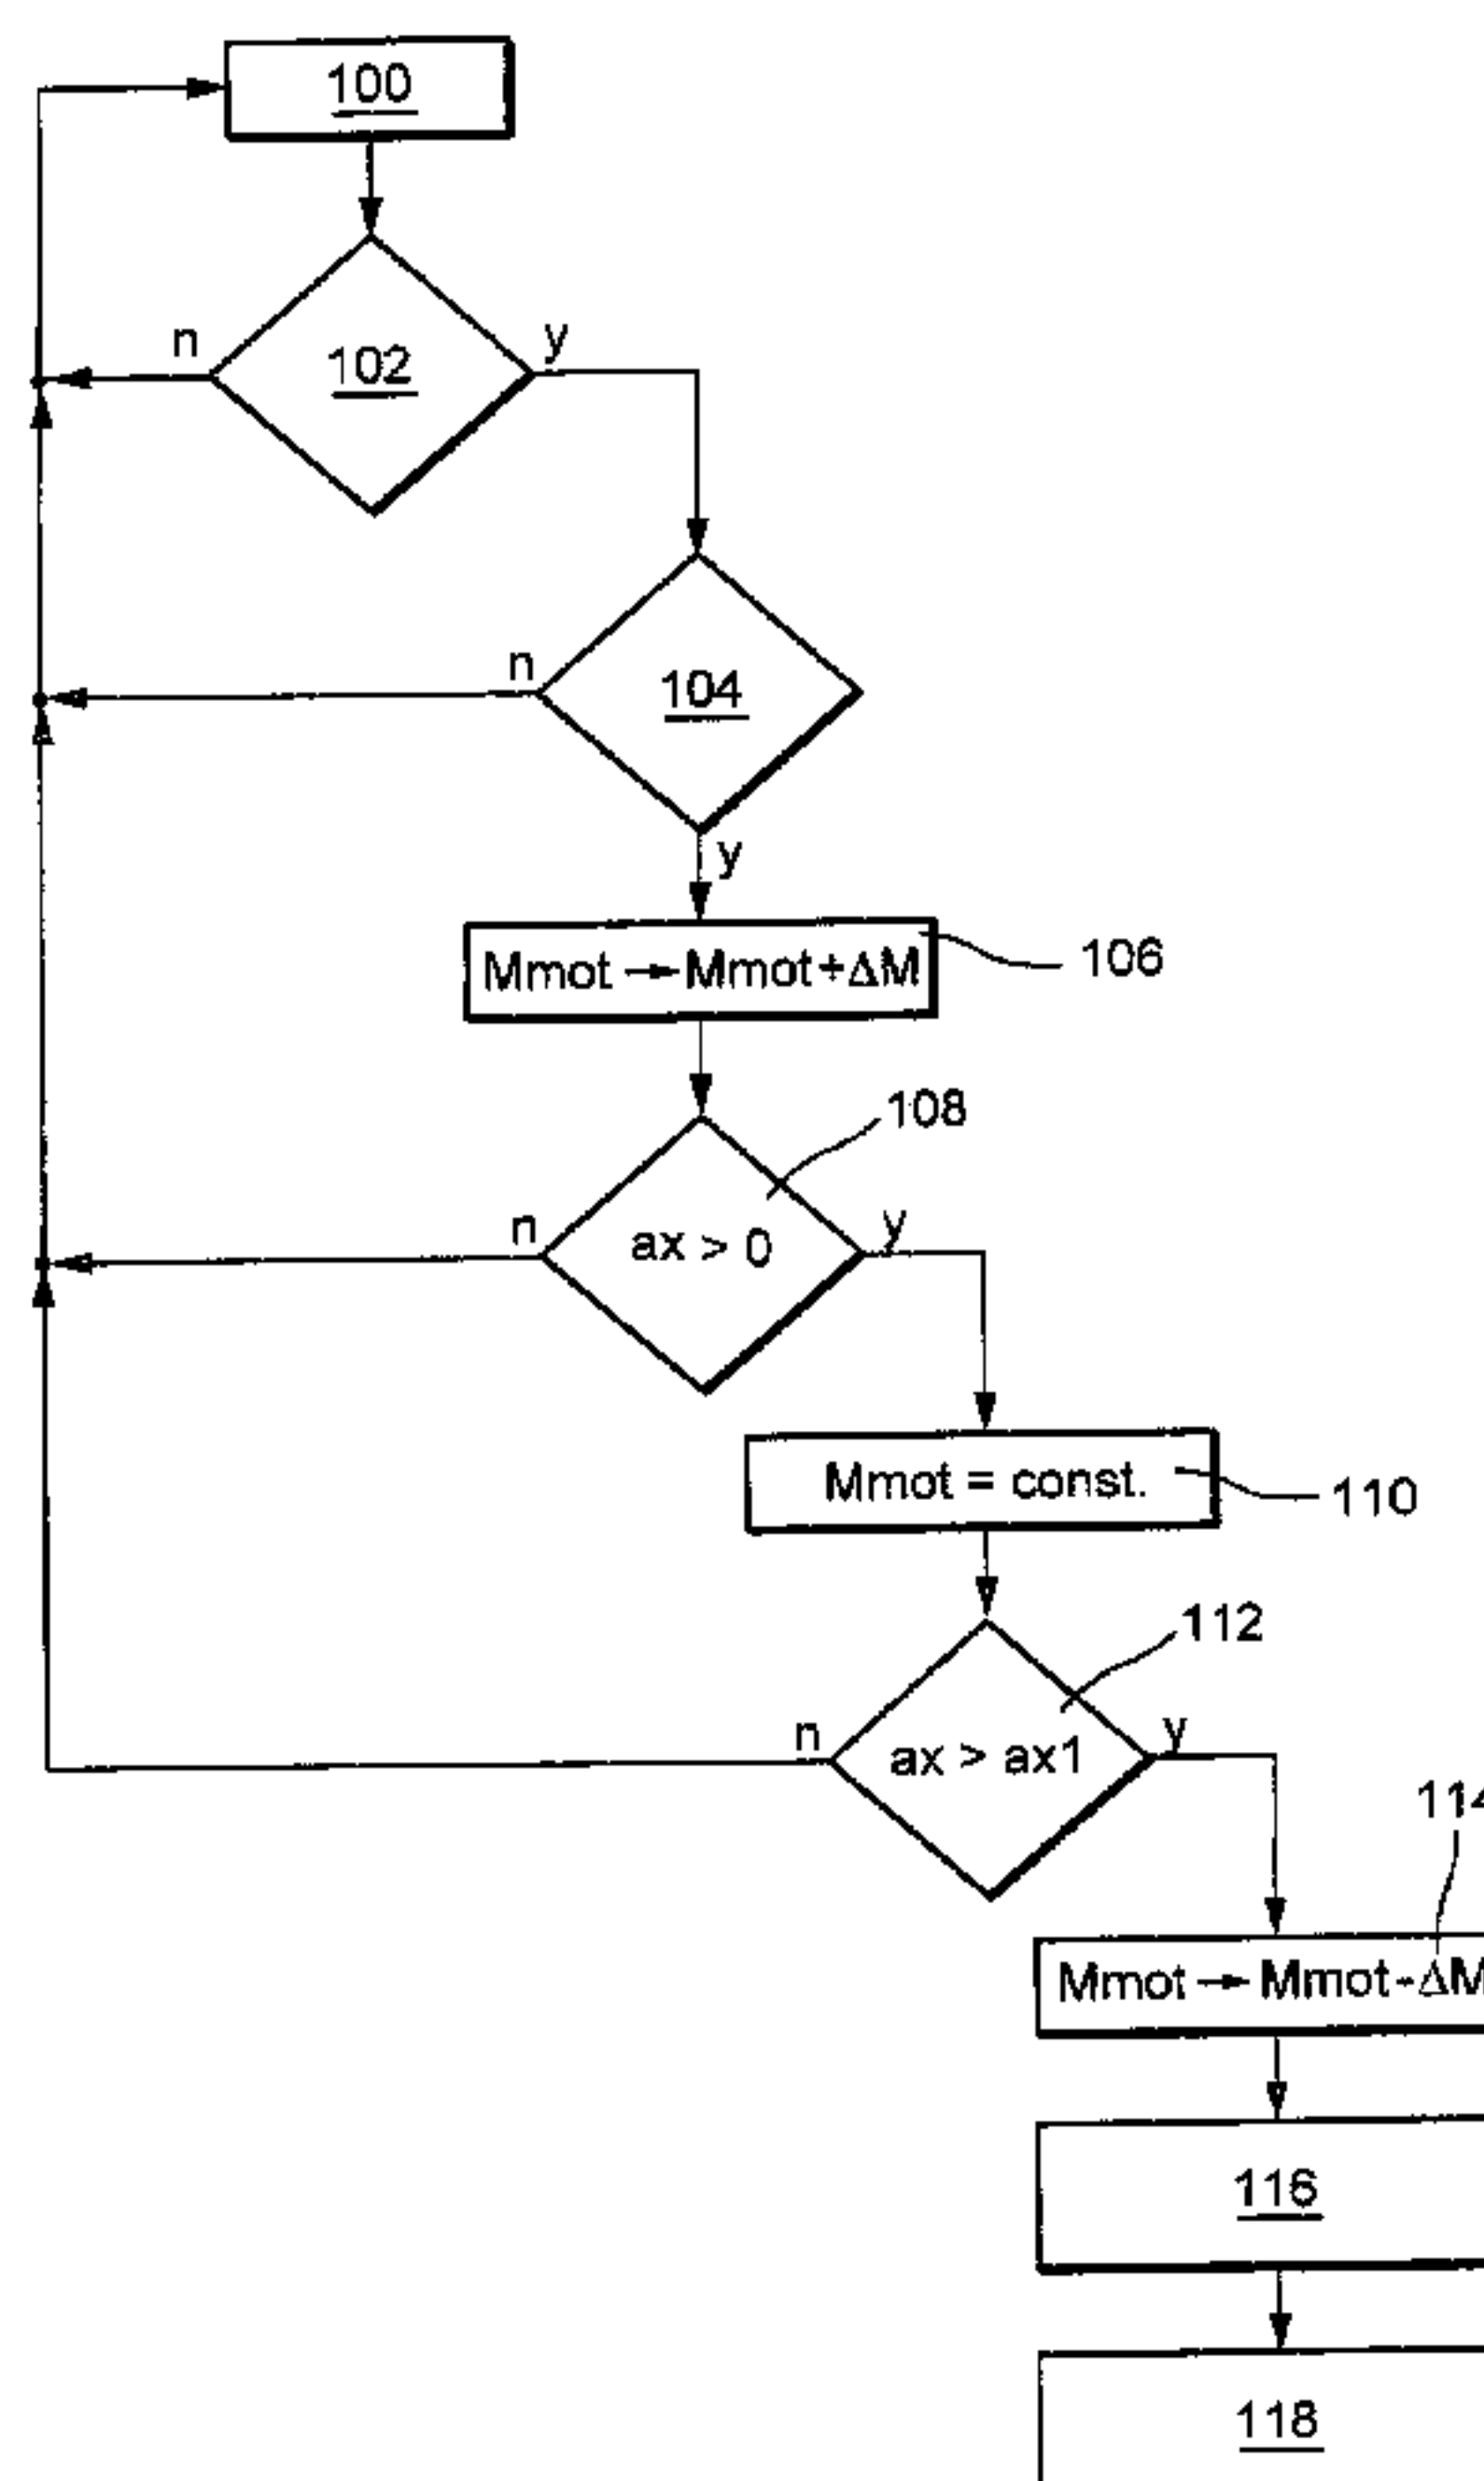 100
n
102
y
n
104
y
Mmot → Mmot+ΔM
106
108
n
ax > 0
y
Mmot = const.
110
112
n
ax > ax1
y
114
Mmot → Mmot-ΔM
116
118